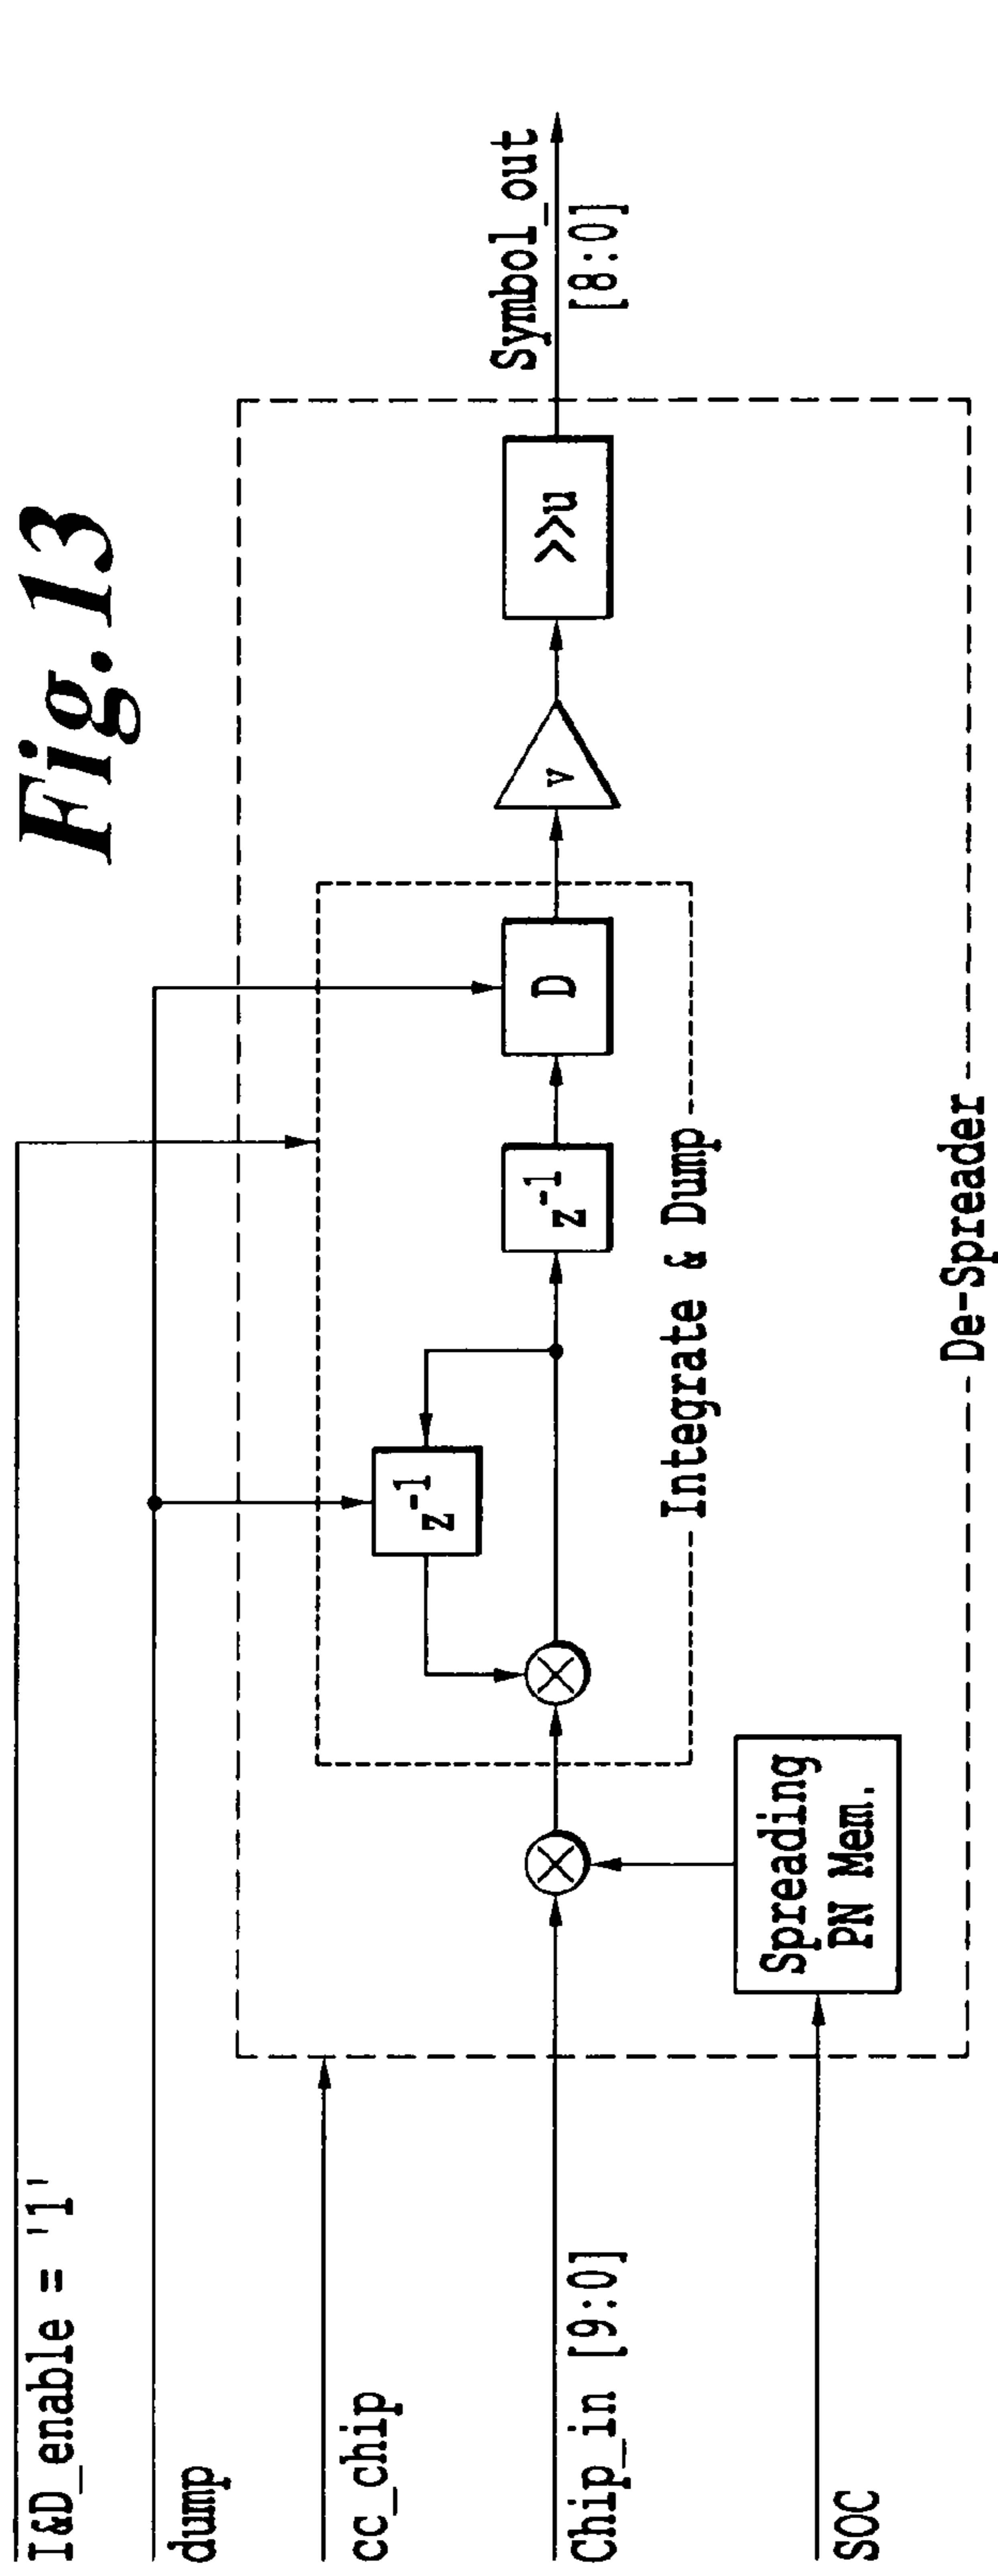 Fig. 13
I&D_enable = '1'
dump
cc_chip
Chip_in [9:0]
SOC
Spreading
PN Mem.
z-1
z-1
D
v
>>u
Symbol_out
[8:0]
Integrate & Dump
De-Spreader